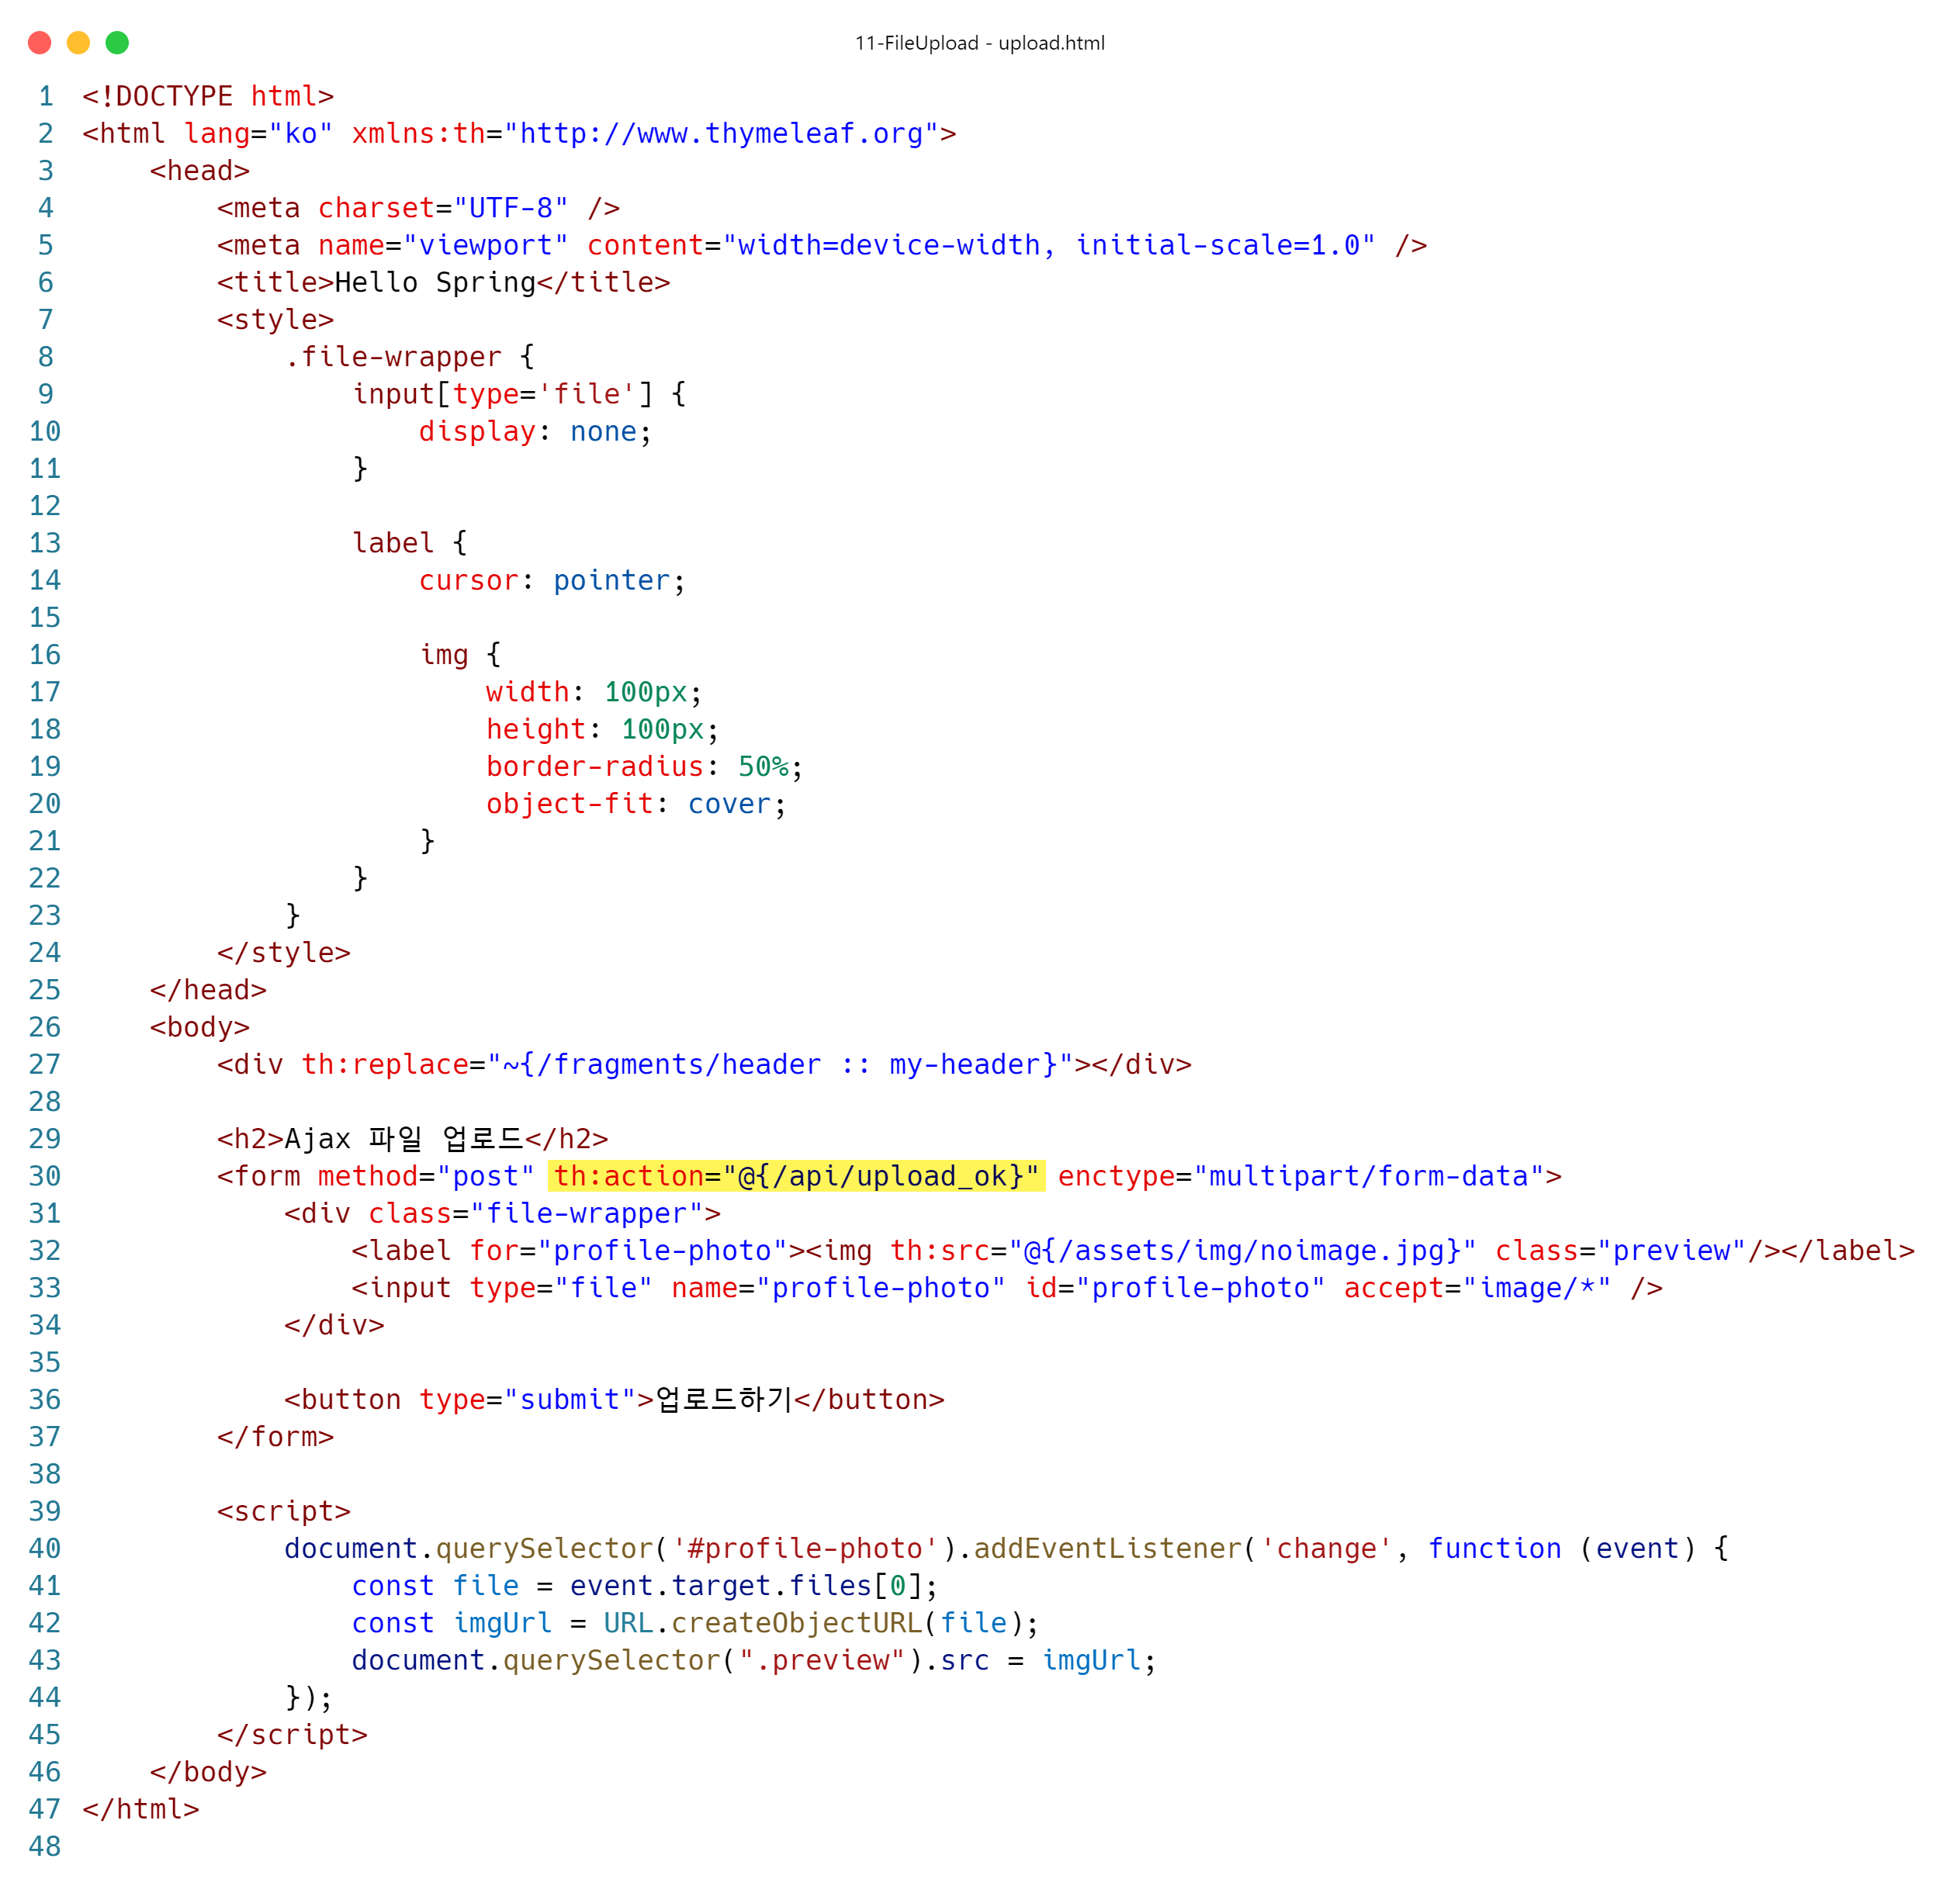 11-FileUpload - upload.html
1 <!DOCTYPE html>
2 <html lang="ko" xmlns:th="http://www.thymeleaf.org">
3     <head>
4         <meta charset="UTF-8" />
5         <meta name="viewport" content="width=device-width, initial-scale=1.0" />
6         <title>Hello Spring</title>
7         <style>
8             .file-wrapper {
9                 input[type='file'] {
10                     display: none;
11                 }
12
13                 label {
14                     cursor: pointer;
15
16                     img {
17                         width: 100px;
18                         height: 100px;
19                         border-radius: 50%;
20                         object-fit: cover;
21                     }
22                 }
23             }
24         </style>
25     </head>
26     <body>
27         <div th:replace="~{/fragments/header :: my-header}"></div>
28
29         <h2>Ajax 파일 업로드</h2>
30         <form method="post" th:action="@{/api/upload_ok}" enctype="multipart/form-data">
31             <div class="file-wrapper">
32                 <label for="profile-photo"><img th:src="@{/assets/img/noimage.jpg}" class="preview"/></label>
33                 <input type="file" name="profile-photo" id="profile-photo" accept="image/*" />
34             </div>
35
36             <button type="submit">업로드하기</button>
37         </form>
38
39         <script>
40             document.querySelector('#profile-photo').addEventListener('change', function (event) {
41                 const file = event.target.files[0];
42                 const imgUrl = URL.createObjectURL(file);
43                 document.querySelector(".preview").src = imgUrl;
44             });
45         </script>
46     </body>
47 </html>
48